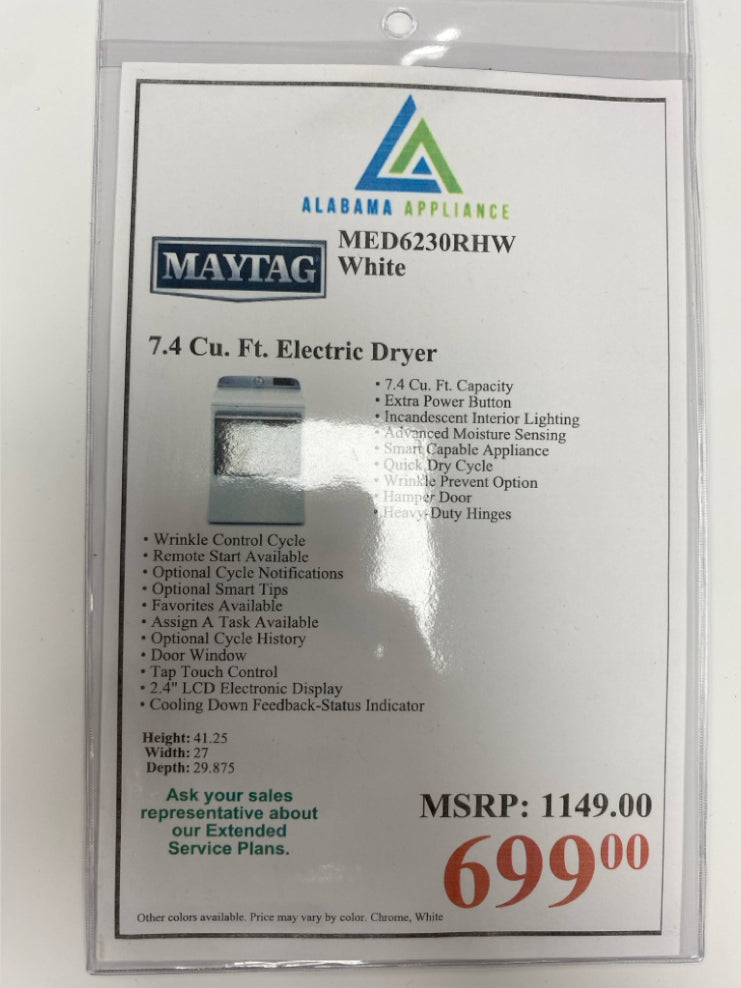 ALABAMA APPLIANCE
MAYTAG
MED6230RHW
White
7.4 Cu. Ft. Electric Dryer
• 7.4 Cu. Ft. Capacity
• Extra Power Button
• Incandescent Interior Lighting
• Advanced Moisture Sensing
• Smart Capable Appliance
• Quick Dry Cycle
• Wrinkle Prevent Option
• Hamper Door
• Heavy-Duty Hinges
• Wrinkle Control Cycle
• Remote Start Available
• Optional Cycle Notifications
• Optional Smart Tips
• Favorites Available
• Assign A Task Available
• Optional Cycle History
• Door Window
• Tap Touch Control
• 2.4" LCD Electronic Display
• Cooling Down Feedback-Status Indicator
Height: 41.25
Width: 27
Depth: 29.875
Ask your sales
representative about
our Extended
Service Plans.
MSRP: 1149.00
69900
Other colors available. Price may vary by color. Chrome, White